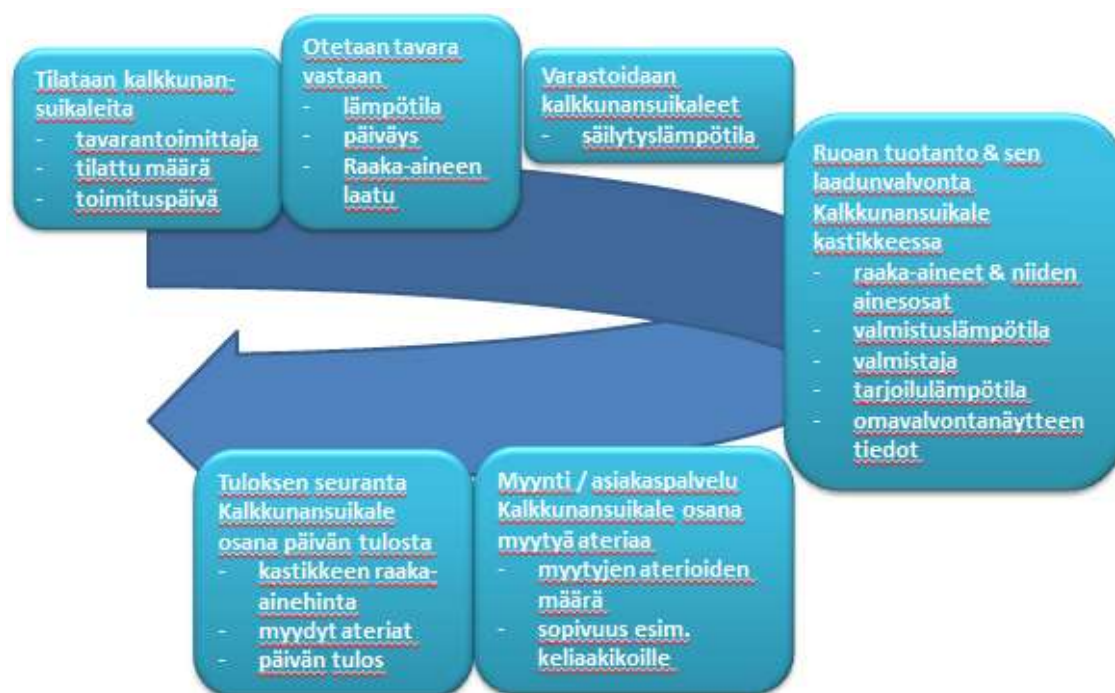 Tilataan kalkkunan-
suikaleita
- tavarantoimittaja
- tilattu määrä
- toimituspäivä
Otetaan tavara
vastaan
- lämpötila
- päiväys
- Raaka-aineen
laatu
Varastoidaan
kalkkunansuikaleet
- säilytyslämpötila
Ruoan tuotanto & sen
laadunvalvonta
Kalkkunansuikale
kastikkeessa
- raaka-aineet & niiden
ainesosat
- valmistuslämpötila
- valmistaja
- tarjoilulämpötila
- omavalvontanäytteen
tiedot
Myynti / asiakaspalvelu
Kalkkunansuikale osana
myytyä ateriaa
- myytyjen aterioiden
määrä
- sopivuus esim.
keliaakikoille
Tuloksen seuranta
Kalkkunansuikale
osana päivän tulosta
- kastikkeen raaka-
ainehinta
- myydyt ateriat
- päivän tulos